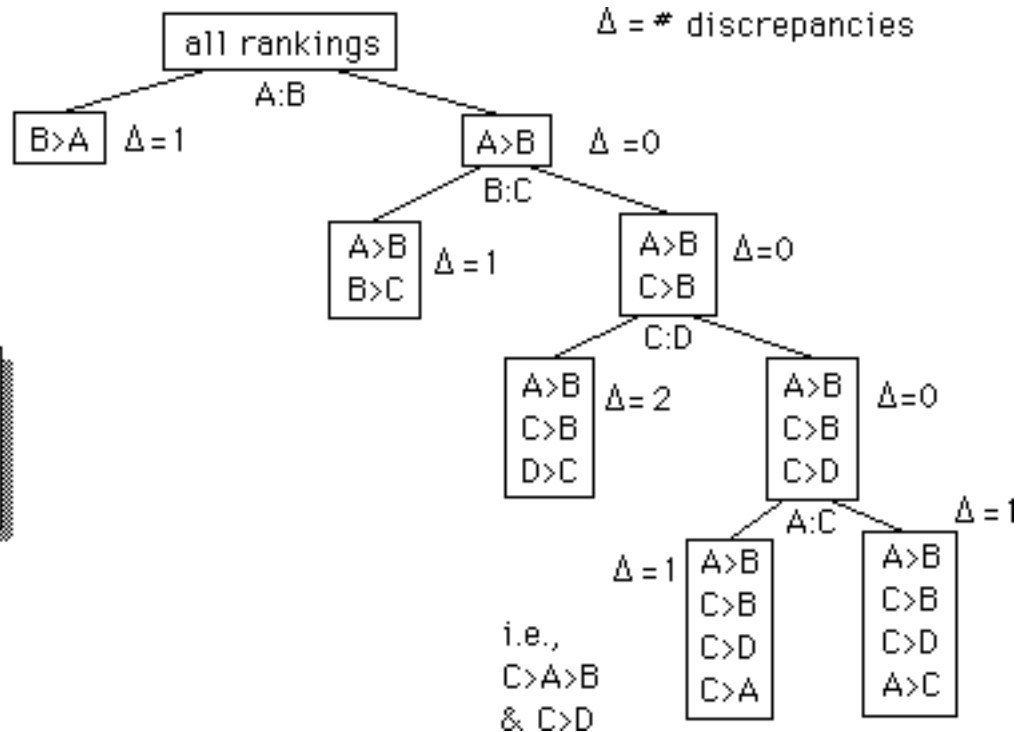 Δ = # discrepancies
all rankings
A:B
B>A Δ=1
A>B Δ=0
B:C
A>B
B>C
Δ=1
A>B
C>B
Δ=0
C:D
A>B
C>B
D>C
Δ=2
A>B
C>B
C>D
Δ=0
A:C
Δ=1
A>B
C>B
C>D
C>A
Δ=1
A>B
C>B
C>D
A>C
i.e.,
C>A>B
& C>D